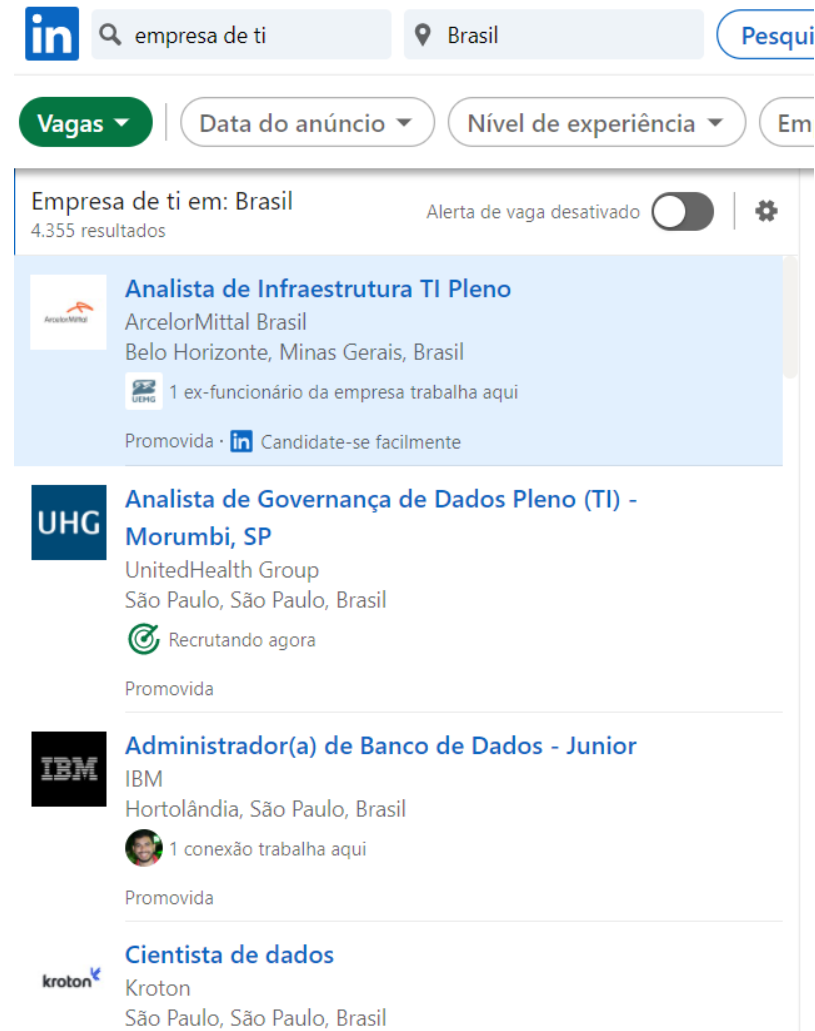 in empresa de ti Brasil Pesqui
Vagas Data do anúncio Nível de experiência Em
Empresa de ti em: Brasil
4.355 resultados
Alerta de vaga desativado
Analista de Infraestrutura TI Pleno
ArcelorMittal
ArcelorMittal Brasil
Belo Horizonte, Minas Gerais, Brasil
UEMG 1 ex-funcionário da empresa trabalha aqui
Promovida · in Candidate-se facilmente
UHG
Analista de Governança de Dados Pleno (TI) -
Morumbi, SP
UnitedHealth Group
São Paulo, São Paulo, Brasil
Recrutando agora
Promovida
IBM
Administrador(a) de Banco de Dados - Junior
IBM
Hortolândia, São Paulo, Brasil
1 conexão trabalha aqui
Promovida
kroton
Cientista de dados
Kroton
São Paulo, São Paulo, Brasil